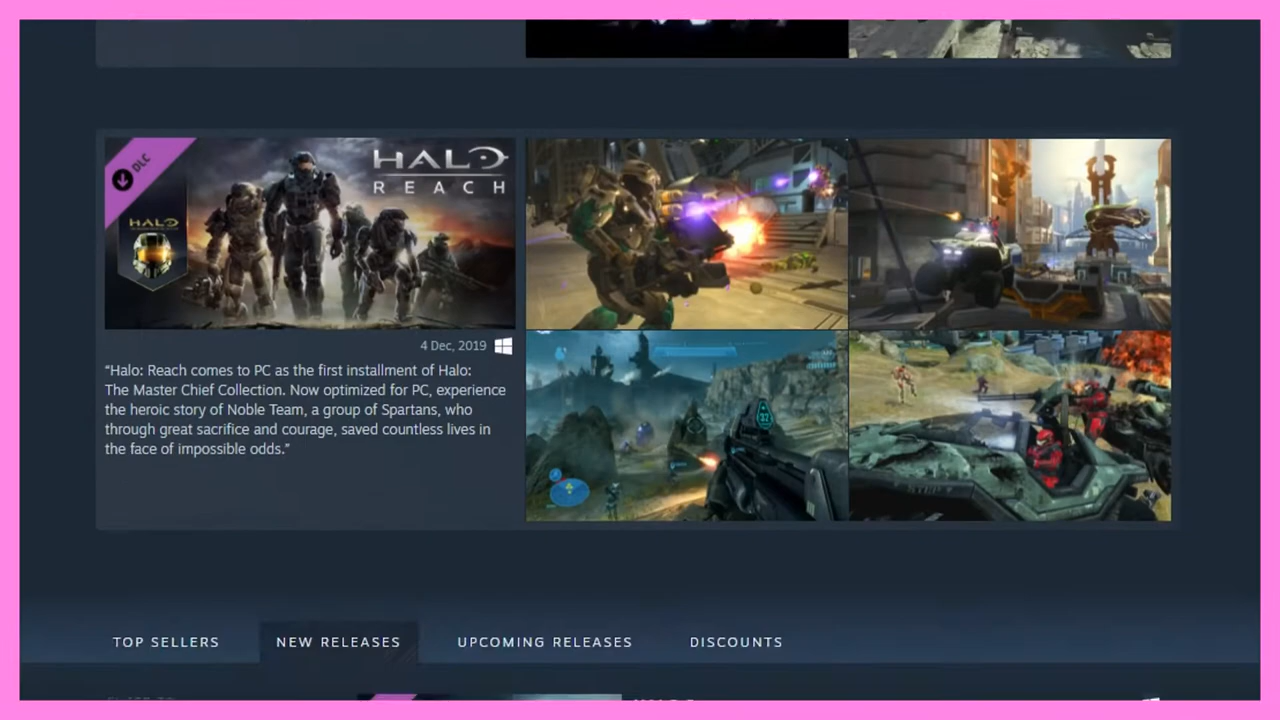 DLC
HALO
REACH
HALO
4 Dec, 2019
“Halo: Reach comes to PC as the first installment of Halo:
The Master Chief Collection. Now optimized for PC, experience
the heroic story of Noble Team, a group of Spartans, who
through great sacrifice and courage, saved countless lives in
the face of impossible odds.”
32
TOP SELLERS
NEW RELEASES
UPCOMING RELEASES
DISCOUNTS